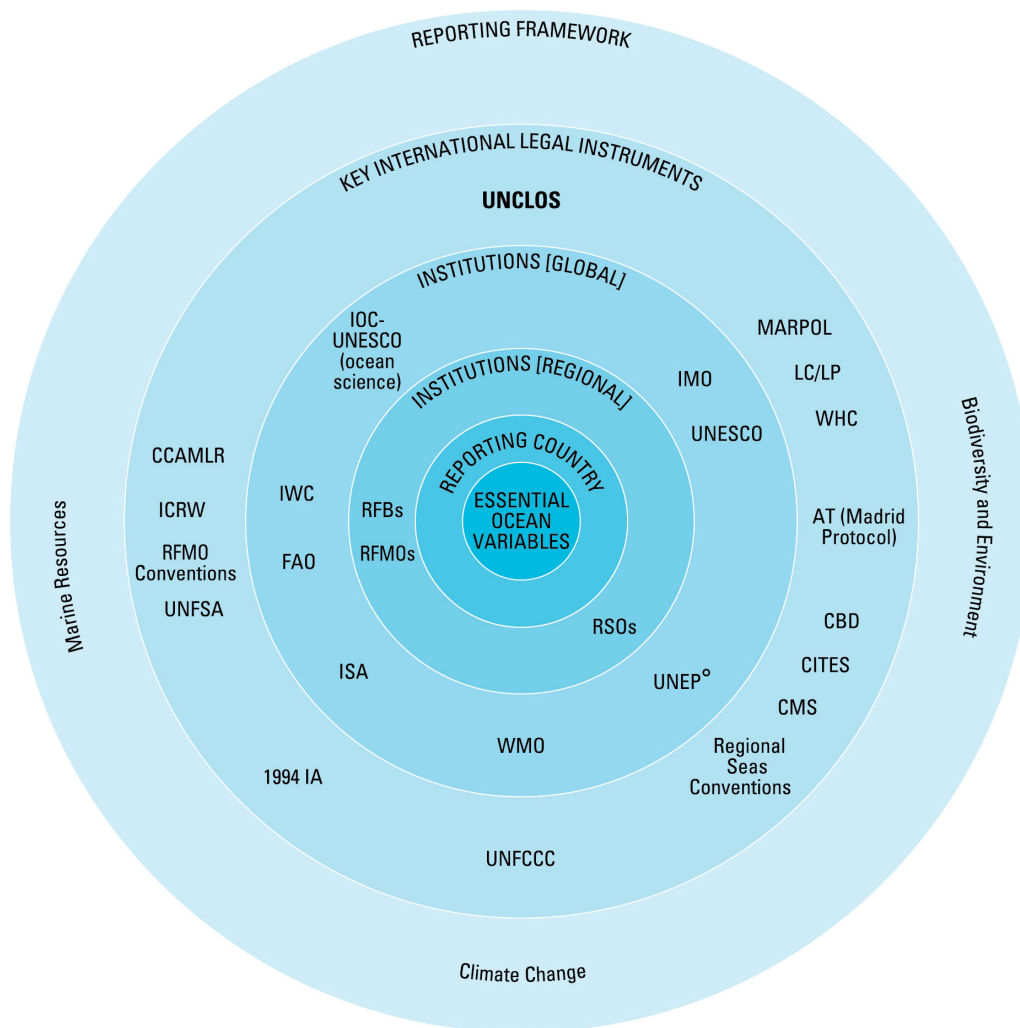 REPORTING FRAMEWORK
KEY INTERNATIONAL LEGAL INSTRUMENTS
UNCLOS
INSTITUTIONS [GLOBAL]
IOC-
UNESCO
(ocean
science)
INSTITUTIONS [REGIONAL]
REPORTING COUNTRY
ESSENTIAL
OCEAN
VARIABLES
MARPOL
LC/LP
WHC
IMO
UNESCO
AT (Madrid
Protocol)
CBD
CITES
CMS
Regional
Seas
Conventions
Biodiversity and Environment
CCAMLR
ICRW
RFMO
Conventions
UNFSA
Marine Resources
IWC
FAO
RFBs
RFMOs
RSOs
ISA
UNEP°
WMO
1994 IA
UNFCCC
Climate Change